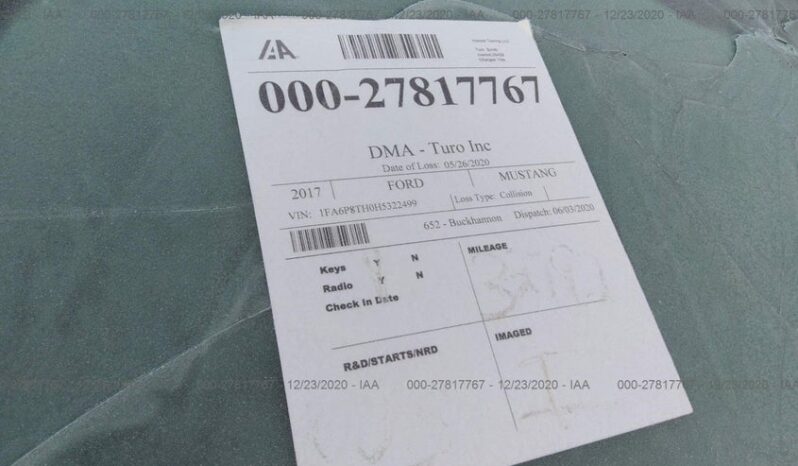 000-27817767 - 12/23/2020 - IAA 000-27817767 - 12/23/2020 - IAA
IAA
000-27817767
DMA - Turo Inc
Date of Loss: 05/26/2020
2017 FORD MUSTANG
VIN: 1FA6P8TH0H5322499 Loss Type: Collision
652 - Buckhannon Dispatch: 06/03/2020
Keys Y N MILEAGE
Radio Y N
Check In Date
R&D/STARTS/NRD IMAGED
12/23/2020 - IAA 000-27817767 - 12/23/2020 - IAA 000-27817767 - 12/23/2020 - IAA